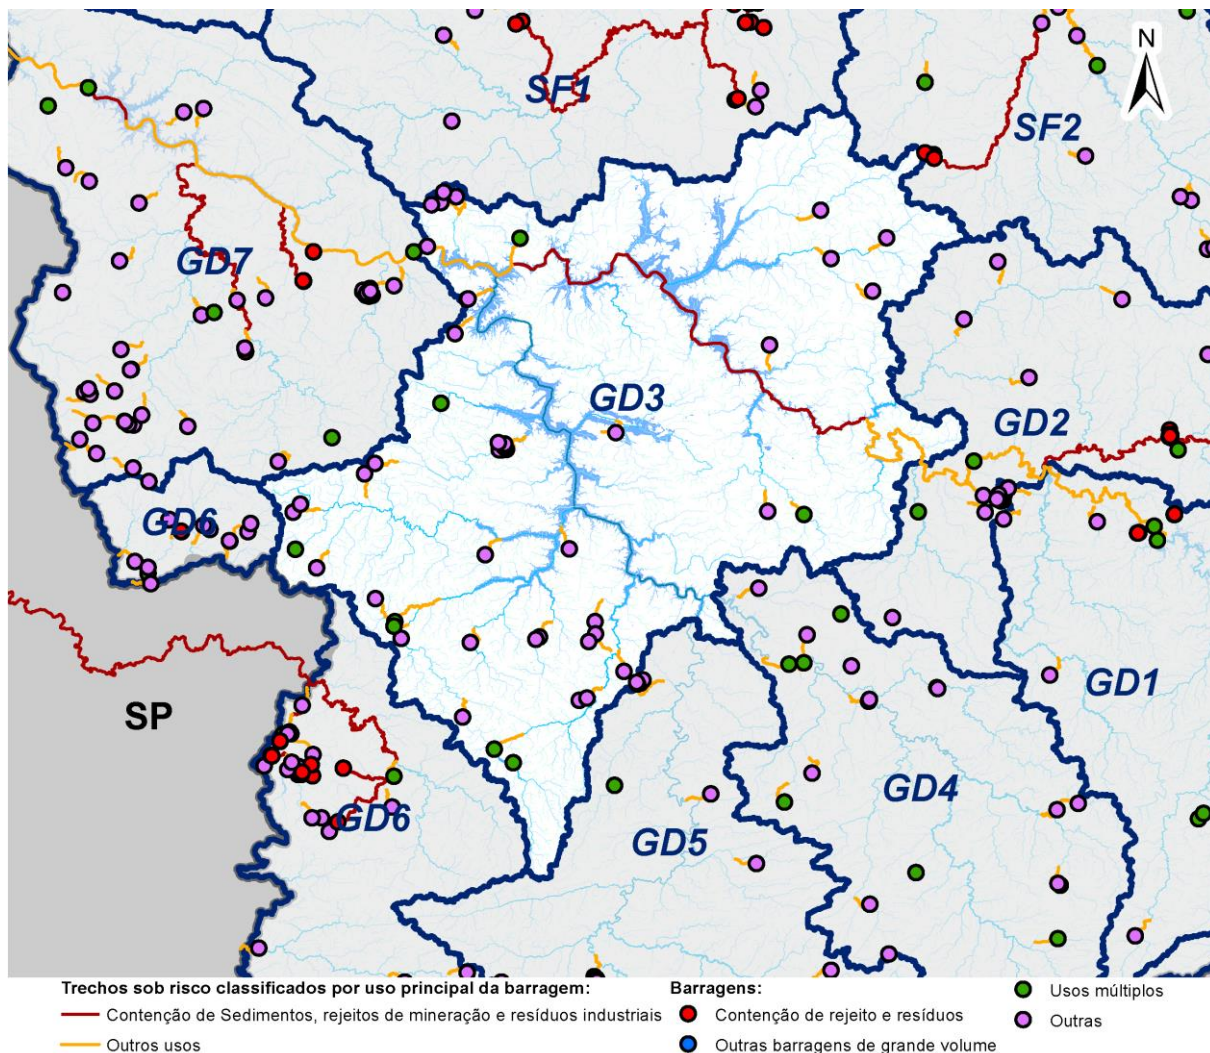 N
SF1
SF2
GD7
GD3
GD2
GD6
SP
GD1
GD4
GD6
GD5
Trechos sob risco classificados por uso principal da barragem:
Contenção de Sedimentos, rejeitos de mineração e resíduos industriais
Outros usos
Barragens:
Contenção de rejeito e resíduos
Outras barragens de grande volume
Usos múltiplos
Outras